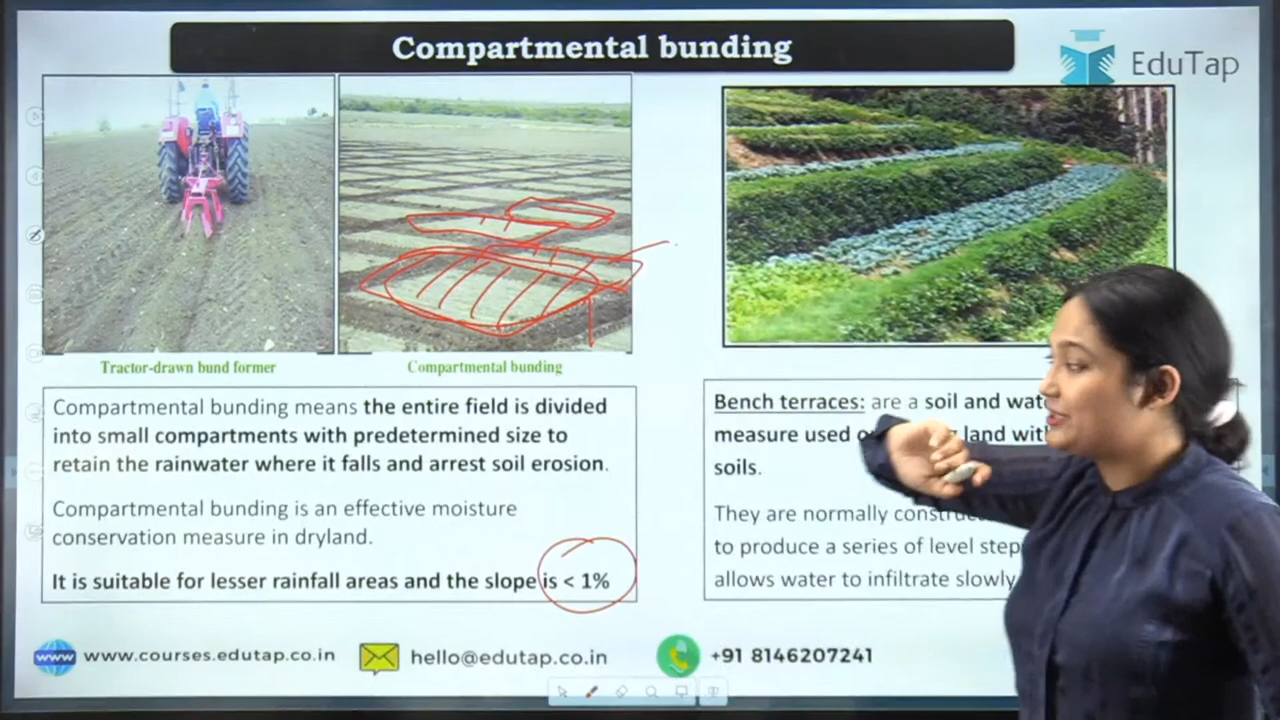 Compartmental bunding
EduTap
Tractor-drawn bund former
Compartmental bunding
Compartmental bunding means the entire field is divided
into small compartments with predetermined size to
retain the rainwater where it falls and arrest soil erosion.
Compartmental bunding is an effective moisture
conservation measure in dryland.
It is suitable for lesser rainfall areas and the slope is < 1%
Bench terraces: are a soil and
measure used land
soils.
They are normally
to produce a series of level
allows water to infiltrate slowly
www
www.courses.edutap.co.in
hello@edutap.co.in
+91 8146207241